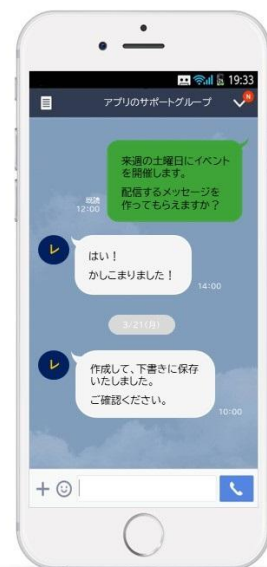 19:33
アプリのサポートグループ
N
来週の土曜日にイベント
を開催します。
配信するメッセージを
作ってもらえますか？
既読
12:00
レ
はい！
かしこまりました！
14:00
3/21(月)
レ
作成して、下書きに保存
いたしました。
ご確認ください。
10:00